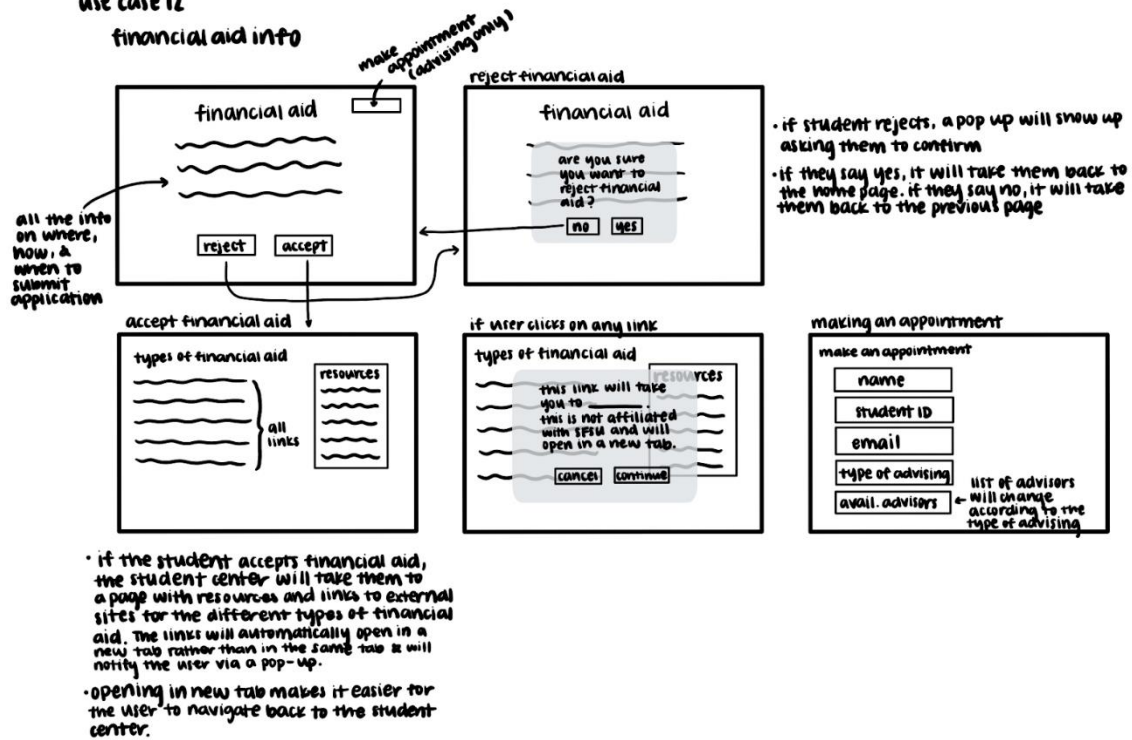 use case 12
financial aid info
make
appointment
(advising only)
financial aid
reject
accept
all the info
on where,
how, &
when to
submit
application
reject financial aid
financial aid
are you sure
you want to
reject financial
aid?
no
yes
• if student rejects, a pop up will show up
asking them to confirm
• if they say yes, it will take them back to
the home page. if they say no, it will take
them back to the previous page
accept financial aid
types of financial aid
all
links
resources
if user clicks on any link
types of financial aid
resources
this link will take
you to ______.
this is not affiliated
with SFSU and will
open in a new tab.
cancel
continue
making an appointment
make an appointment
name
student ID
email
type of advising
avail. advisors
list of advisors
will change
according to the
type of advising
• if the student accepts financial aid,
the student center will take them to
a page with resources and links to external
sites for the different types of financial
aid. The links will automatically open in a
new tab rather than in the same tab & will
notify the user via a pop-up.
• opening in new tab makes it easier for
the user to navigate back to the student
center.